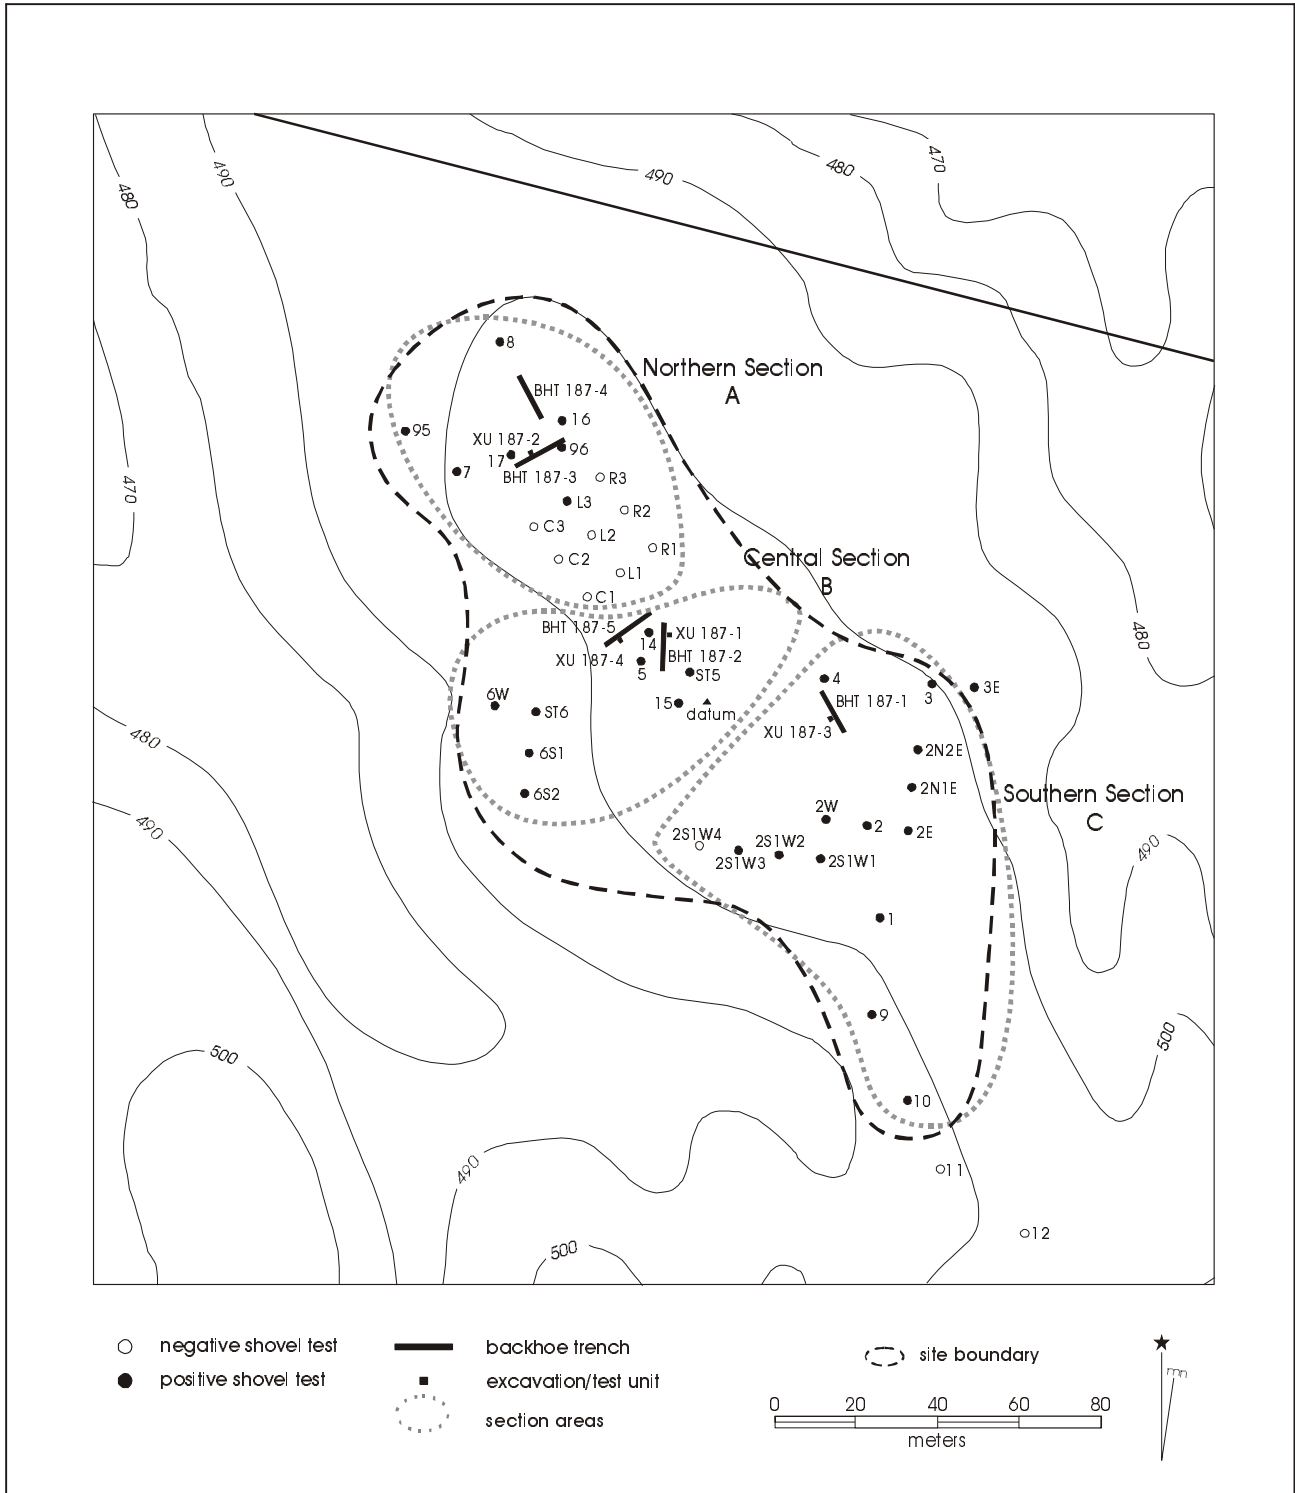 470
480
490
480
490
8
Northern Section
A
BHT 187-4
16
95
XU 187-2
96
17
7
BHT 187-3
R3
470
L3
R2
C3
L2
R1
Central Section
B
C2
L1
C1
BHT 187-5
XU 187-1
14
480
XU 187-4
BHT 187-2
5
ST5
4
3
3E
6W
15
BHT 187-1
ST6
datum
XU 187-3
480
6S1
2N2E
6S2
2N1E
Southern Section
C
2W
490
2
2E
2S1W4
2S1W2
490
2S1W3
2S1W1
1
9
500
500
10
490
11
12
500
negative shovel test
backhoe trench
site boundary
positive shovel test
excavation/test unit
section areas
0 20 40 60 80
meters
mn